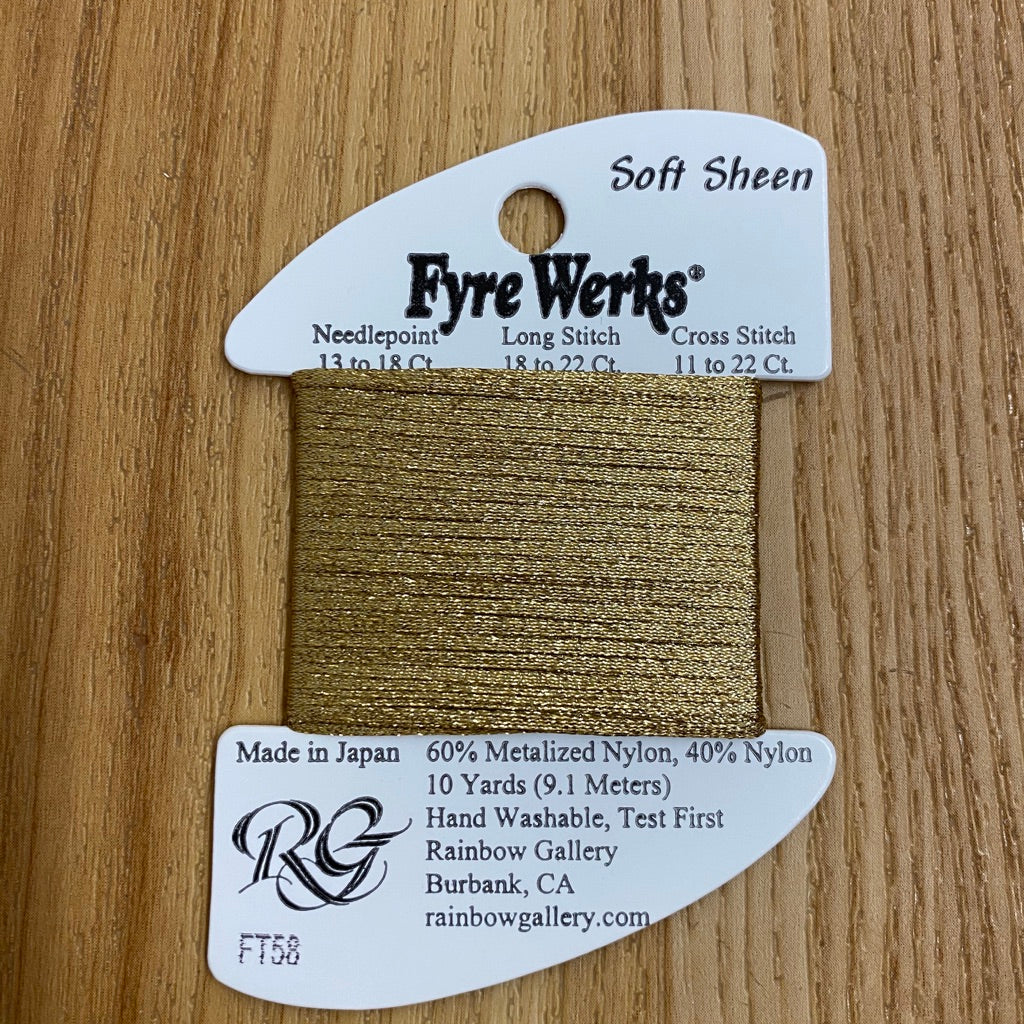 Soft Sheen
Fyre Werks®
Needlepoint Long Stitch Cross Stitch
13 to 18 Ct. 18 to 22 Ct. 11 to 22 Ct.
Made in Japan 60% Metalized Nylon, 40% Nylon
10 Yards (9.1 Meters)
Hand Washable, Test First
RG
Rainbow Gallery
Burbank, CA
rainbowgallery.com
FT58